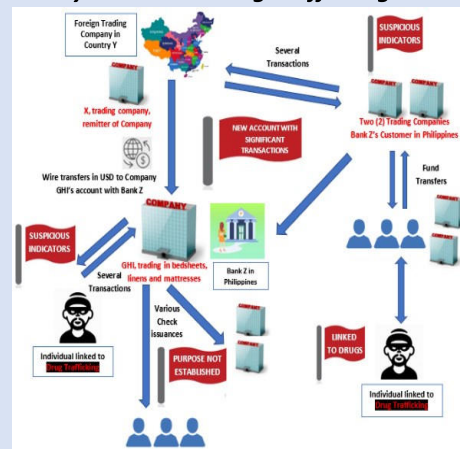 Foreign Trading
Company in
Country Y
COMPANY
X, trading company,
remitter of Company
Several
Transactions
SUSPICIOUS
INDICATORS
COMPANY
COMPANY
Two (2) Trading Companies
Bank Z's Customer in Philippines
NEW ACCOUNT WITH
SIGNIFICANT
TRANSACTIONS
Wire transfers in USD to Company
GHI's account with Bank Z
Fund
Transfers
COMPANY
SUSPICIOUS
INDICATORS
GHI, trading in bedsheets,
linens and mattresses
Bank Z in
Philippines
Several
Transactions
Various
Check
issuances
PURPOSE NOT
ESTABLISHED
LINKED
TO DRUGS
Individual linked to
Drug Trafficking
Individual linked to
Drug Trafficking